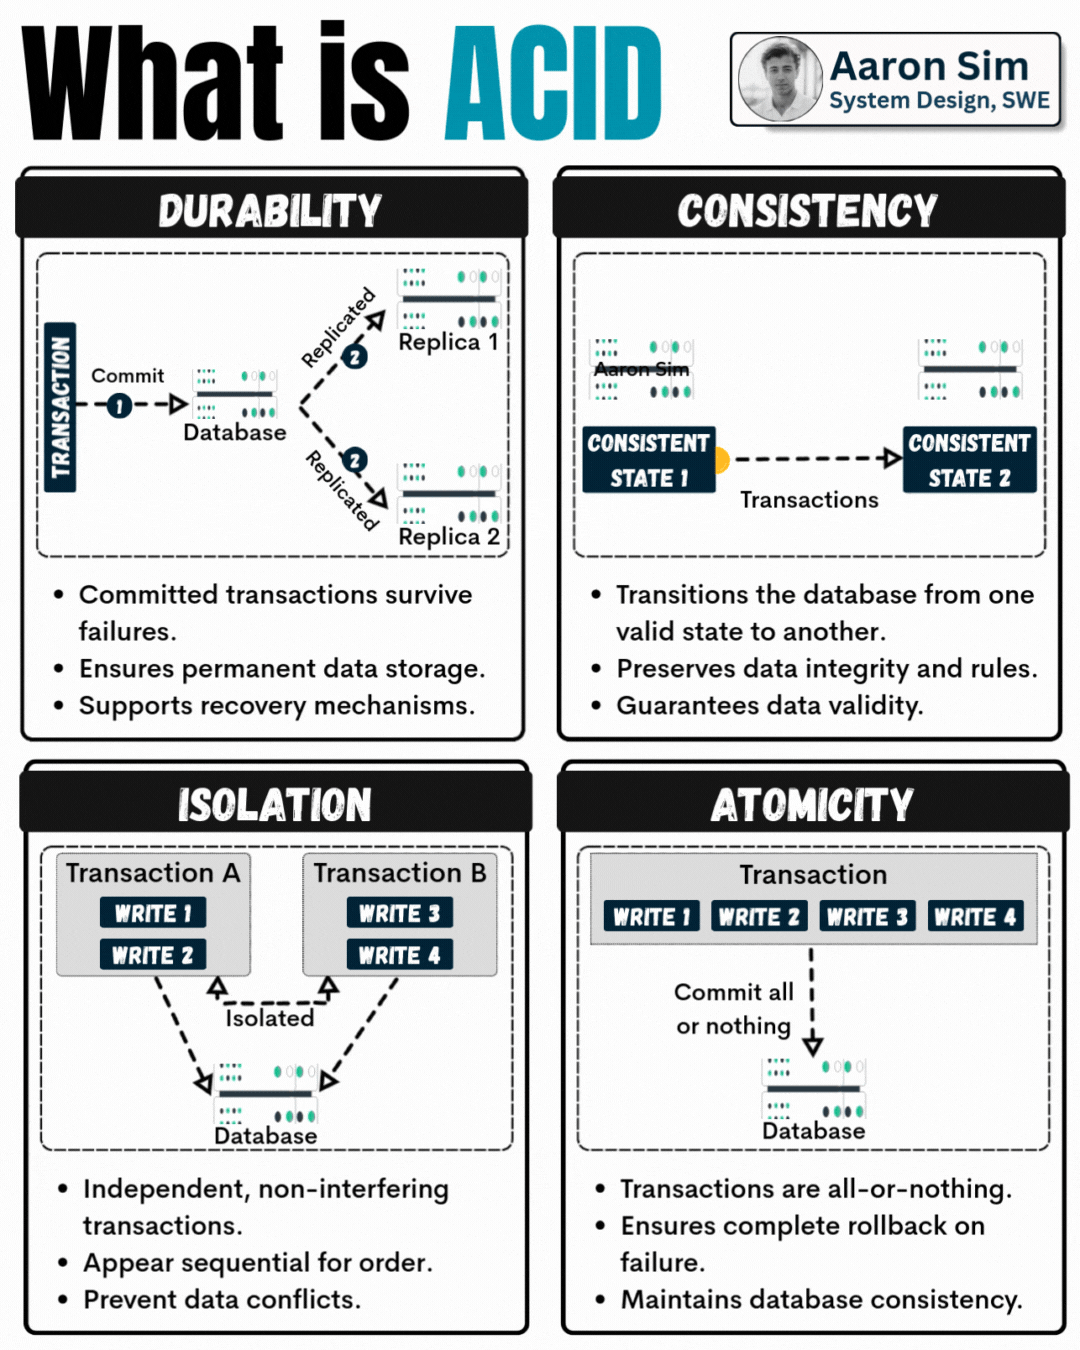 What is ACID
Aaron Sim
System Design, SWE
DURABILITY
TRANSACTION
Commit
1
Database
Replicated
2
Replica 1
2
Replicated
Replica 2
• Committed transactions survive
failures.
• Ensures permanent data storage.
• Supports recovery mechanisms.
CONSISTENCY
Aaron Sim
CONSISTENT
STATE 1
Transactions
CONSISTENT
STATE 2
• Transitions the database from one
valid state to another.
• Preserves data integrity and rules.
• Guarantees data validity.
ISOLATION
Transaction A
WRITE 1
WRITE 2
Transaction B
WRITE 3
WRITE 4
Isolated
Database
• Independent, non-interfering
transactions.
• Appear sequential for order.
• Prevent data conflicts.
ATOMICITY
Transaction
WRITE 1 WRITE 2 WRITE 3 WRITE 4
Commit all
or nothing
Database
• Transactions are all-or-nothing.
• Ensures complete rollback on
failure.
• Maintains database consistency.